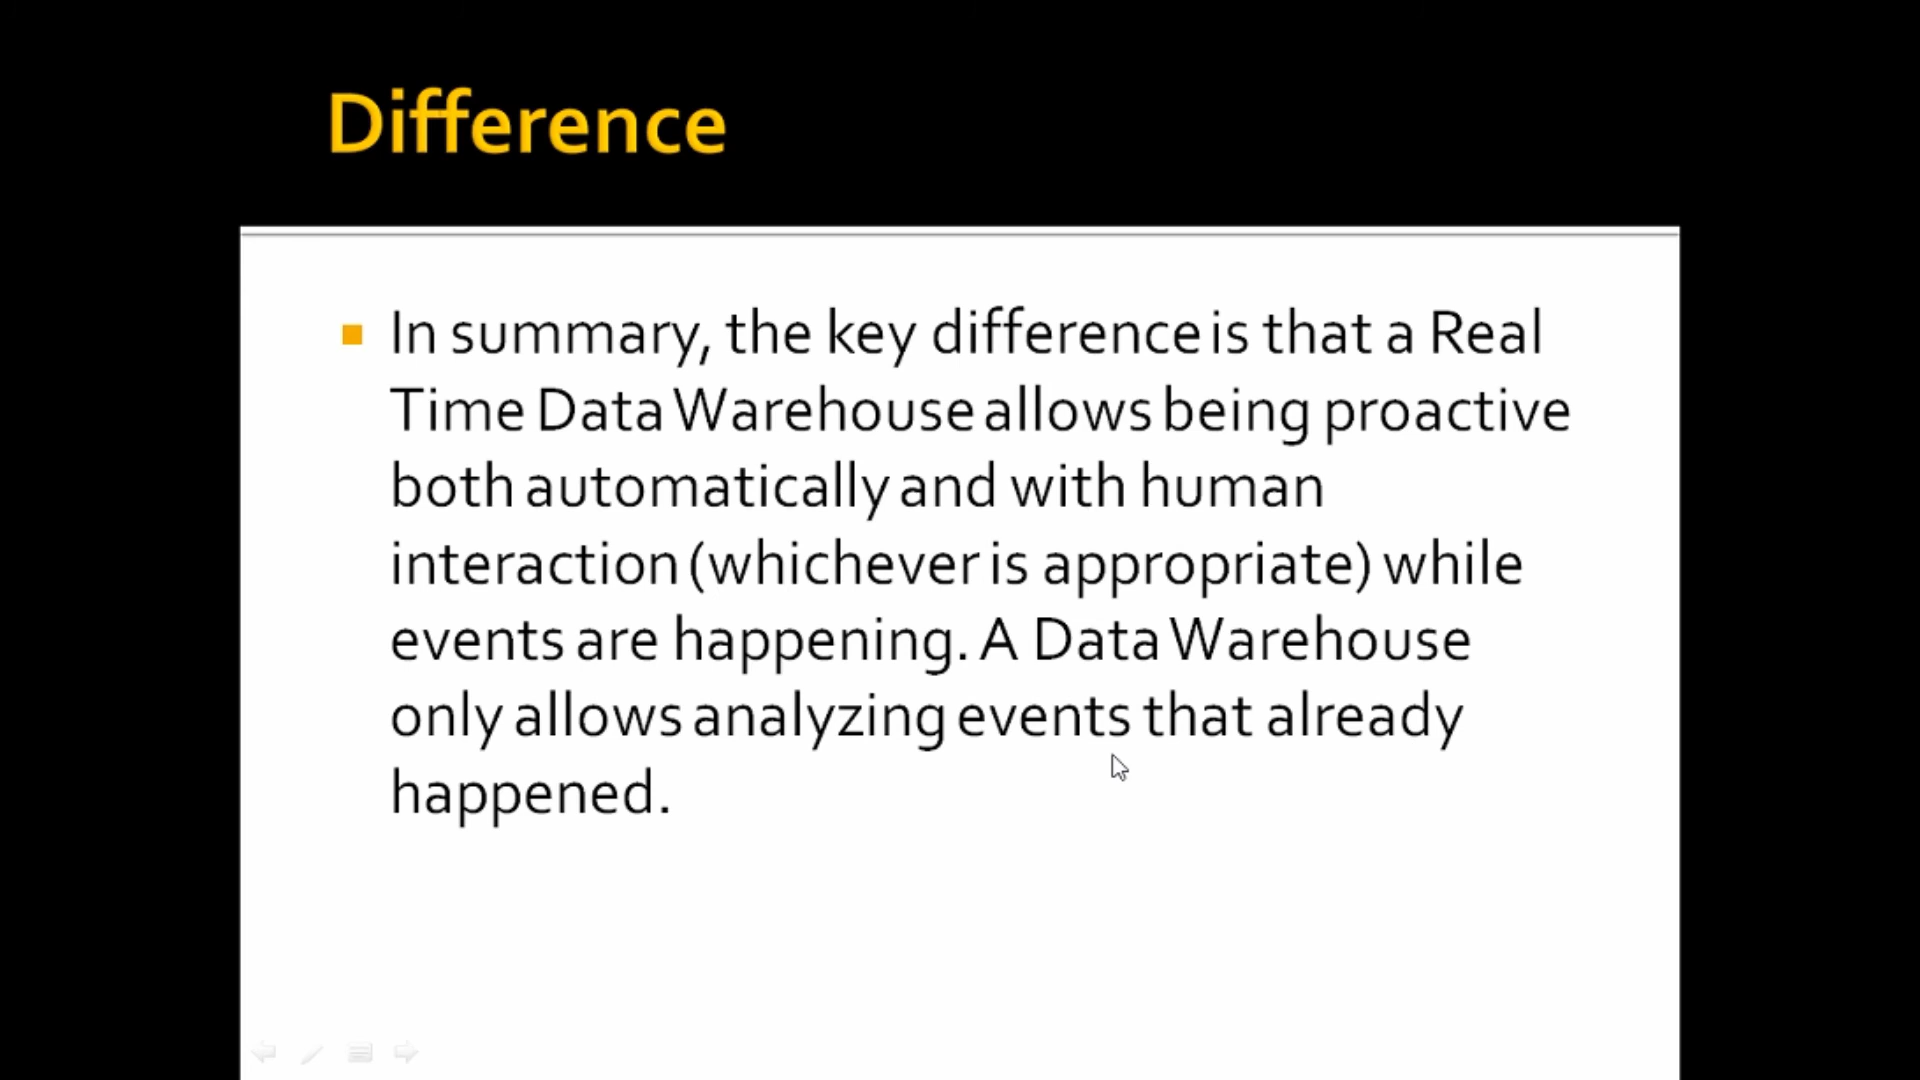 Difference
In summary, the key difference is that a Real
Time Data Warehouse allows being proactive
both automatically and with human
interaction (whichever is appropriate) while
events are happening. A Data Warehouse
only allows analyzing events that already
happened.